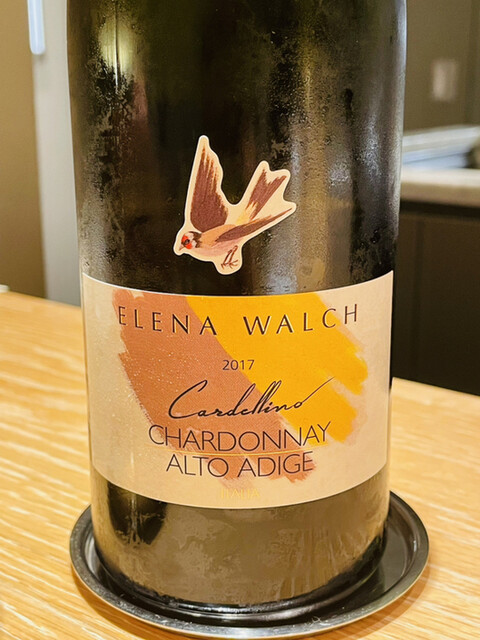 ELENA WALCH
2017
Cardellino
CHARDONNAY
ALTO ADIGE